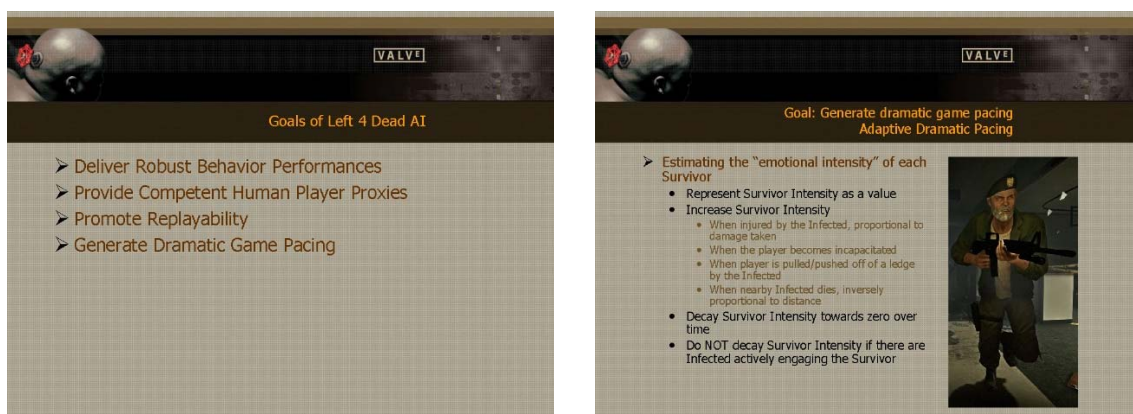 VALVE
Goals of Left 4 Dead AI
Deliver Robust Behavior Performances
Provide Competent Human Player Proxies
Promote Replayability
Generate Dramatic Game Pacing
VALVE
Goal: Generate dramatic game pacing
Adaptive Dramatic Pacing
Estimating the “emotional intensity” of each
Survivor
Represent Survivor Intensity as a value
Increase Survivor Intensity
When injured by the Infected, proportional to
damage taken
When the player becomes incapacitated
When player is pulled/pushed off of a ledge
by the Infected
When nearby Infected dies, inversely
proportional to distance
Decay Survivor Intensity towards zero over
time
Do NOT decay Survivor Intensity if there are
Infected actively engaging the Survivor